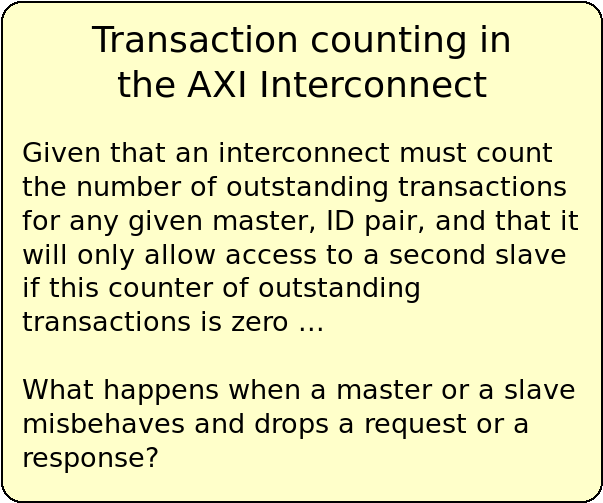 Transaction counting in
the AXI Interconnect
Given that an interconnect must count
the number of outstanding transactions
for any given master, ID pair, and that it
will only allow access to a second slave
if this counter of outstanding
transactions is zero …
What happens when a master or a slave
misbehaves and drops a request or a
response?